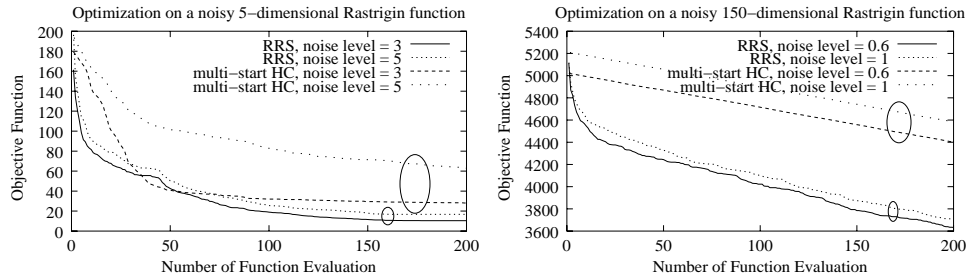 Optimization on a noisy 5-dimensional Rastrigin function
200
180
160
140
120
100
80
60
40
20
0
Objective Function
RRS, noise level = 3
RRS, noise level = 5
multi-start HC, noise level = 3
multi-start HC, noise level = 5
0
50
100
150
200
Number of Function Evaluation
Optimization on a noisy 150-dimensional Rastrigin function
5400
5200
5000
4800
4600
4400
4200
4000
3800
3600
Objective Function
RRS, noise level = 0.6
RRS, noise level = 1
multi-start HC, noise level = 0.6
multi-start HC, noise level = 1
0
50
100
150
200
Number of Function Evaluation